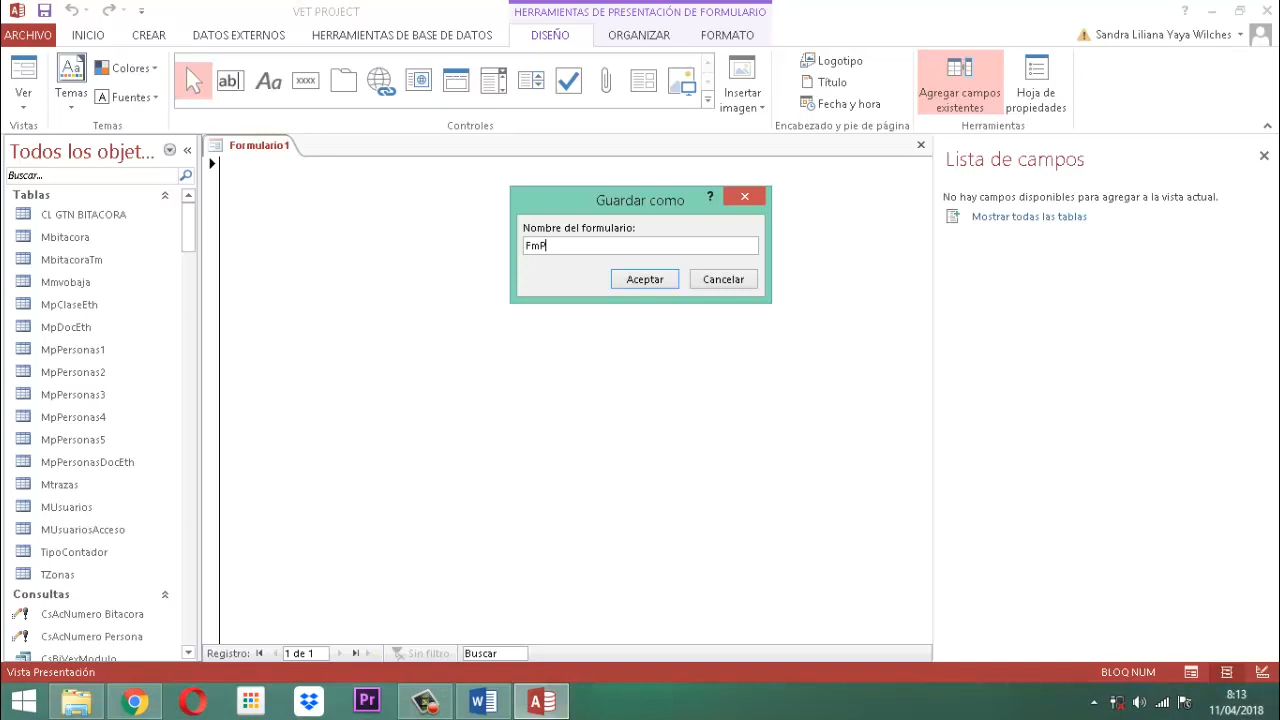 VET PROJECT
HERRAMIENTAS DE PRESENTACIÓN DE FORMULARIO
?
ARCHIVO INICIO CREAR DATOS EXTERNOS HERRAMIENTAS DE BASE DE DATOS DISEÑO ORGANIZAR FORMATO
Sandra Liliana Yaya Wilches
Ver
Temas
Colores
A Fuentes
ab| Aa xxxx
Insertar
imagen
Logotipo
Título
Fecha y hora
Agregar campos
existentes
Hoja de
propiedades
Vistas Temas Controles Encabezado y pie de página Herramientas
Todos los objet...
Buscar...
Tablas
CL GTN BITACORA
Mbitacora
MbitacoraTm
Mmvobaja
MpClaseEth
MpDocEth
MpPersonas1
MpPersonas2
MpPersonas3
MpPersonas4
MpPersonas5
MpPersonasDocEth
Mtrazas
MUsuarios
MUsuariosAcceso
TipoContador
TZonas
Consultas
CsAcNumero Bitacora
CsAcNumero Persona
CsBiVexModulo
Formulario1
Guardar como
?
Nombre del formulario:
FmP
Aceptar Cancelar
Lista de campos
No hay campos disponibles para agregar a la vista actual.
Mostrar todas las tablas
Registro: 1 de 1 Sin filtro Buscar
Vista Presentación
BLOQ NUM
Pr
8:13
11/04/2018